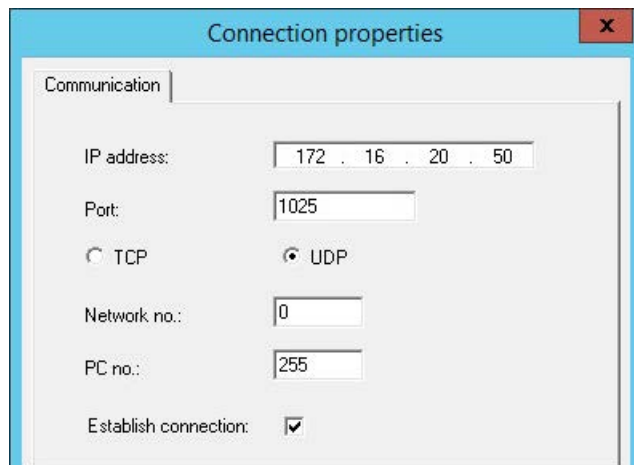 Connection properties
x
Communication
IP address: 172 . 16 . 20 . 50
Port: 1025
TCP UDP
Network no.: 0
PC no.: 255
Establish connection: